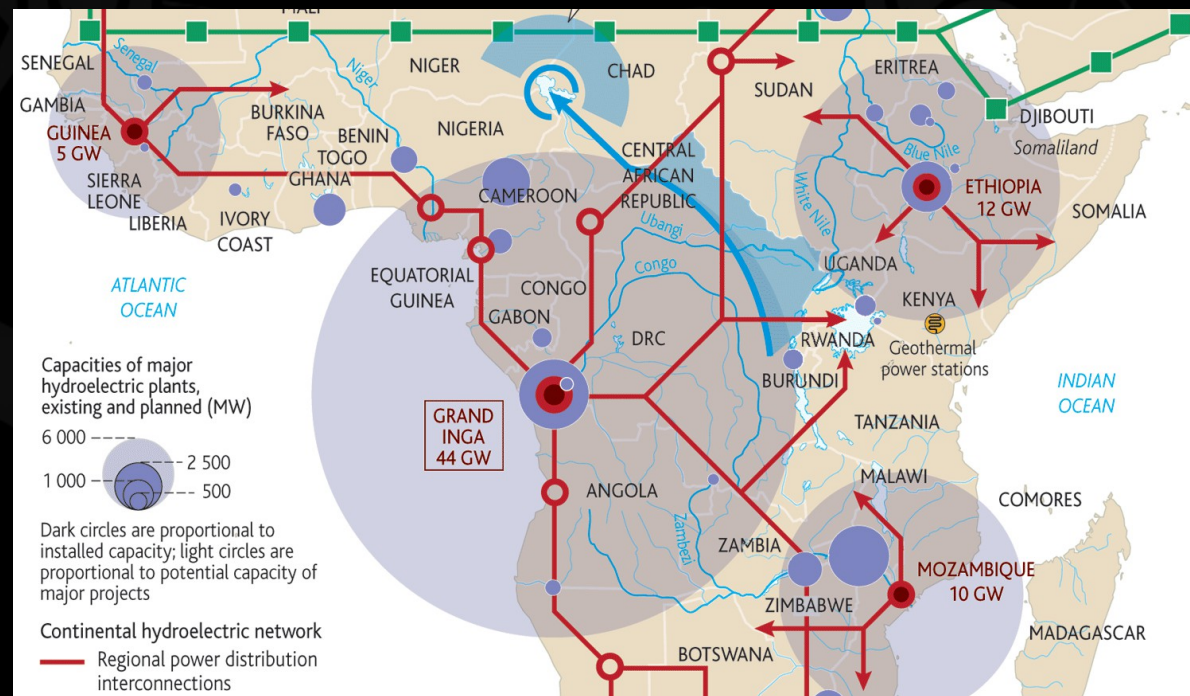 MALI
SENEGAL
Senegal
Niger
NIGER
CHAD
SUDAN
ERITREA
GAMBIA
GUINEA
5 GW
BURKINA
FASO
BENIN
TOGO
GHANA
NIGERIA
DJIBOUTI
Somaliland
Blue Nile
SIERRA
LEONE
LIBERIA
IVORY
COAST
CAMEROON
CENTRAL
AFRICAN
REPUBLIC
White Nile
ETHIOPIA
12 GW
SOMALIA
Ubangi
Congo
UGANDA
ATLANTIC
OCEAN
EQUATORIAL
GUINEA
CONGO
GABON
DRC
KENYA
RWANDA
Geothermal
power stations
BURUNDI
INDIAN
OCEAN
Capacities of major
hydroelectric plants,
existing and planned (MW)
6 000
2 500
1 000
500
Dark circles are proportional to
installed capacity; light circles are
proportional to potential capacity of
major projects
GRAND
INGA
44 GW
TANZANIA
MALAWI
COMORES
ANGOLA
Zambezi
ZAMBIA
MOZAMBIQUE
10 GW
ZIMBABWE
BOTSWANA
MADAGASCAR
Continental hydroelectric network
Regional power distribution
interconnections